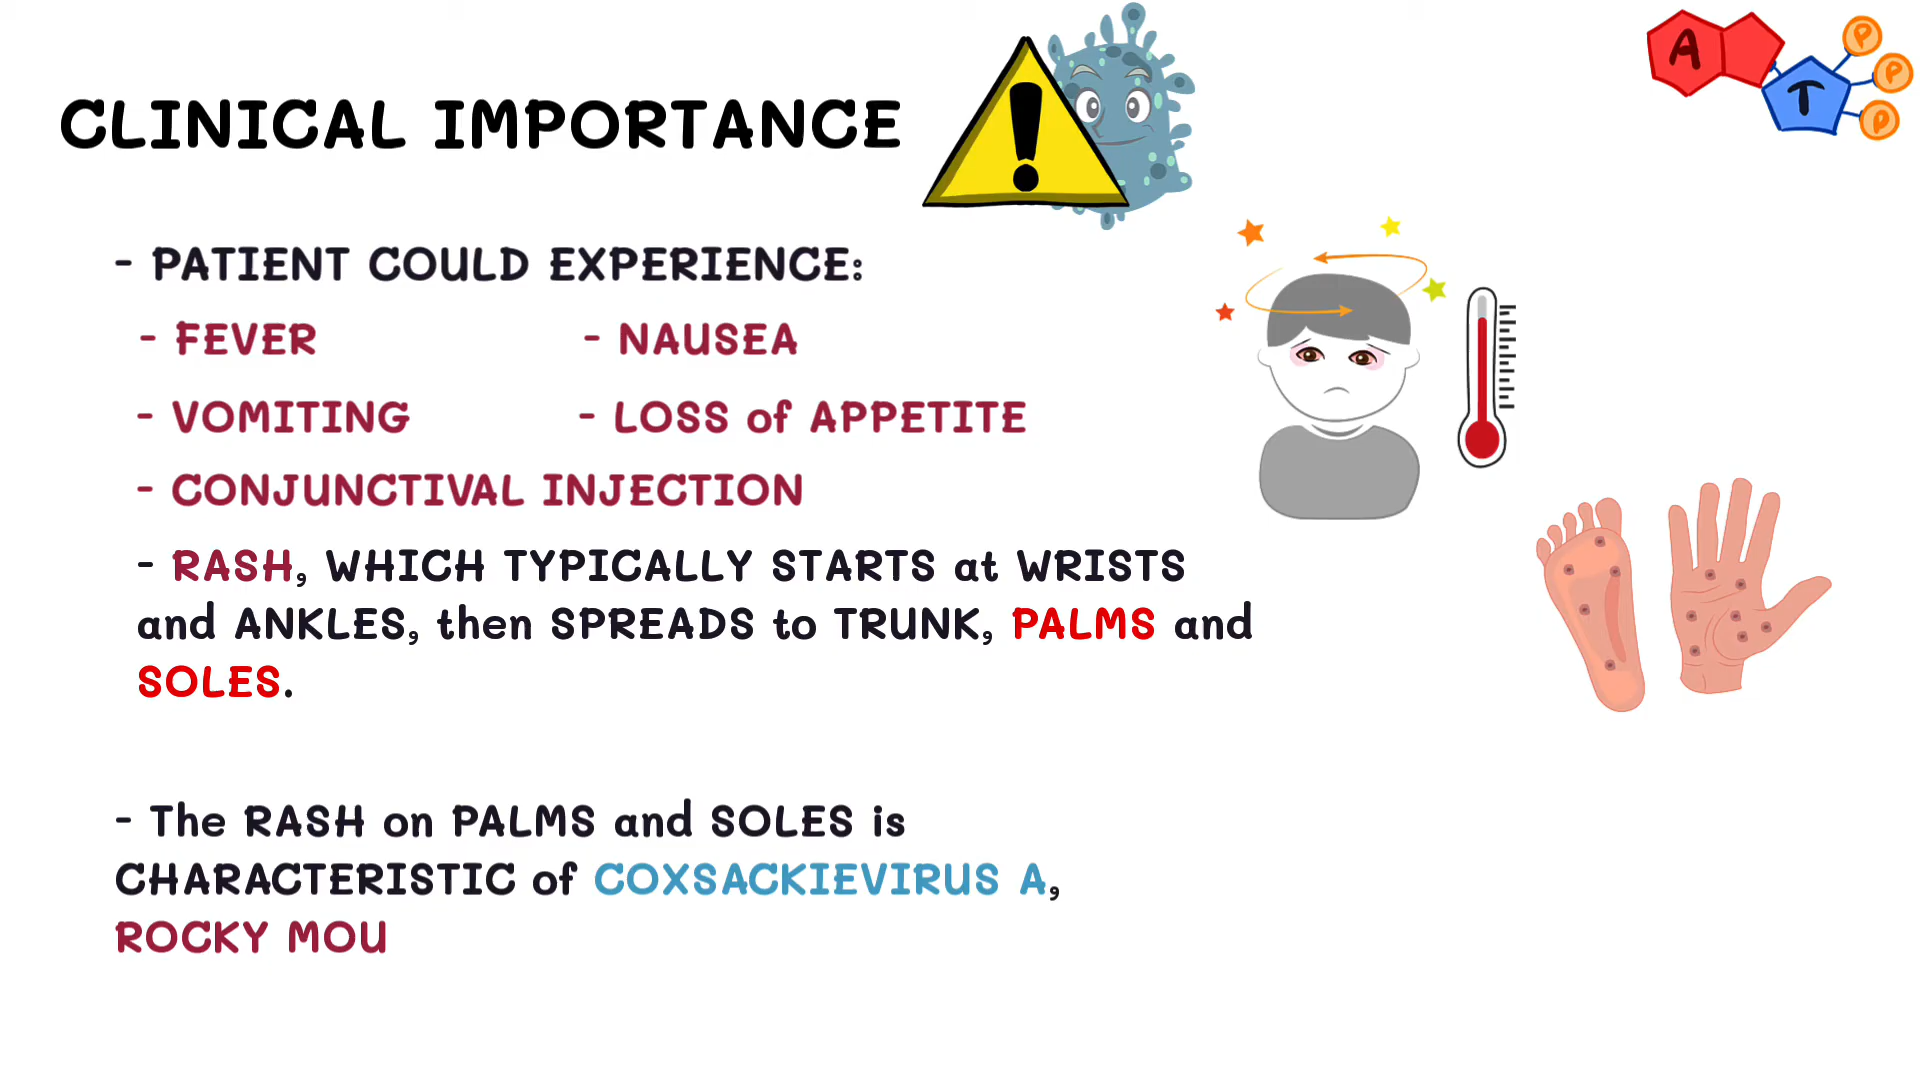 CLINICAL IMPORTANCE
A T P P P
- PATIENT COULD EXPERIENCE:
- FEVER - NAUSEA
- VOMITING - LOSS of APPETITE
- CONJUNCTIVAL INJECTION
- RASH, WHICH TYPICALLY STARTS at WRISTS
and ANKLES, then SPREADS to TRUNK, PALMS and
SOLES.
- The RASH on PALMS and SOLES is
CHARACTERISTIC of COXSACKIEVIRUS A,
ROCKY MOU